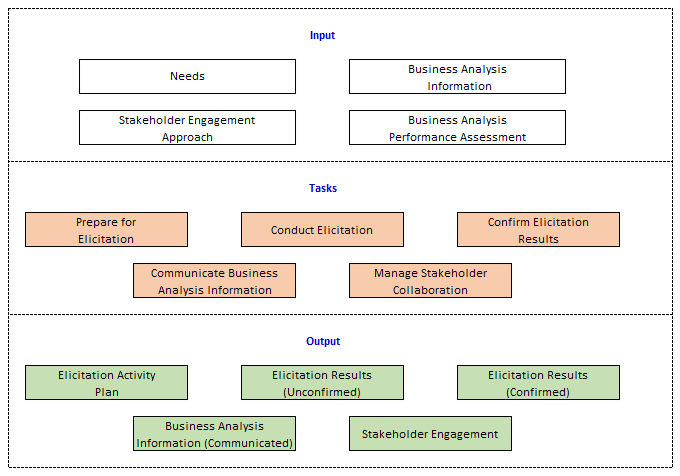 Input
Needs
Business Analysis
Information
Stakeholder Engagement
Approach
Business Analysis
Performance Assessment
Tasks
Prepare for
Elicitation
Conduct Elicitation
Confirm Elicitation
Results
Communicate Business
Analysis Information
Manage Stakeholder
Collaboration
Output
Elicitation Activity
Plan
Elicitation Results
(Unconfirmed)
Elicitation Results
(Confirmed)
Business Analysis
Information (Communicated)
Stakeholder Engagement